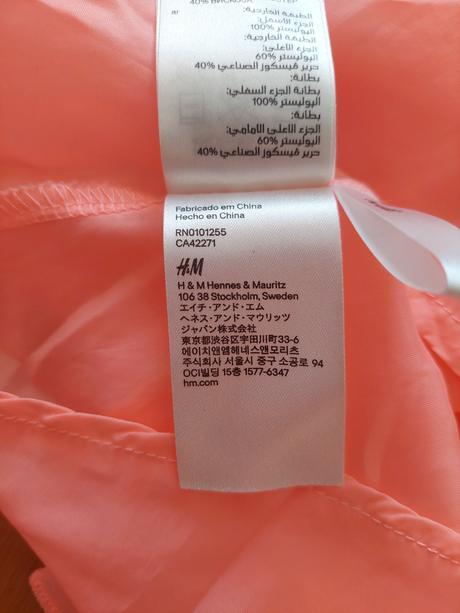 40% ВИСКОЗА
ar
الطبقة الخارجية:
الجزء الأسفل:
البوليستر 100%
الطبقة الخارجية:
الجزء الأعلى:
البوليستر 60%
حرير فيسكوز الصناعي 40%
بطانة:
بطانة الجزء السفلي:
البوليستر 100%
بطانة:
الجزء الأعلى الامامي:
البوليستر 60%
حرير فيسكوز الصناعي 40%
Fabricado em China
Hecho en China
RN0101255
CA42271
H&M
H & M Hennes & Mauritz
106 38 Stockholm, Sweden
エイチ・アンド・エム
ヘネス・アンド・マウリッツ
ジャパン株式会社
東京都渋谷区宇田川町33-6
에이치앤엠헤네스앤모리츠
주식회사 서울시 중구 소공로 94
OCI빌딩 15층 1577-6347
hm.com